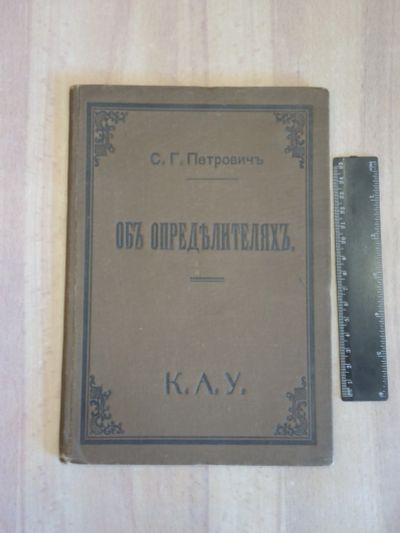 С. Г. Петровичъ
ОБЪ ОПРЕДѢЛИТЕЛЯХЪ.
К. Л. У.